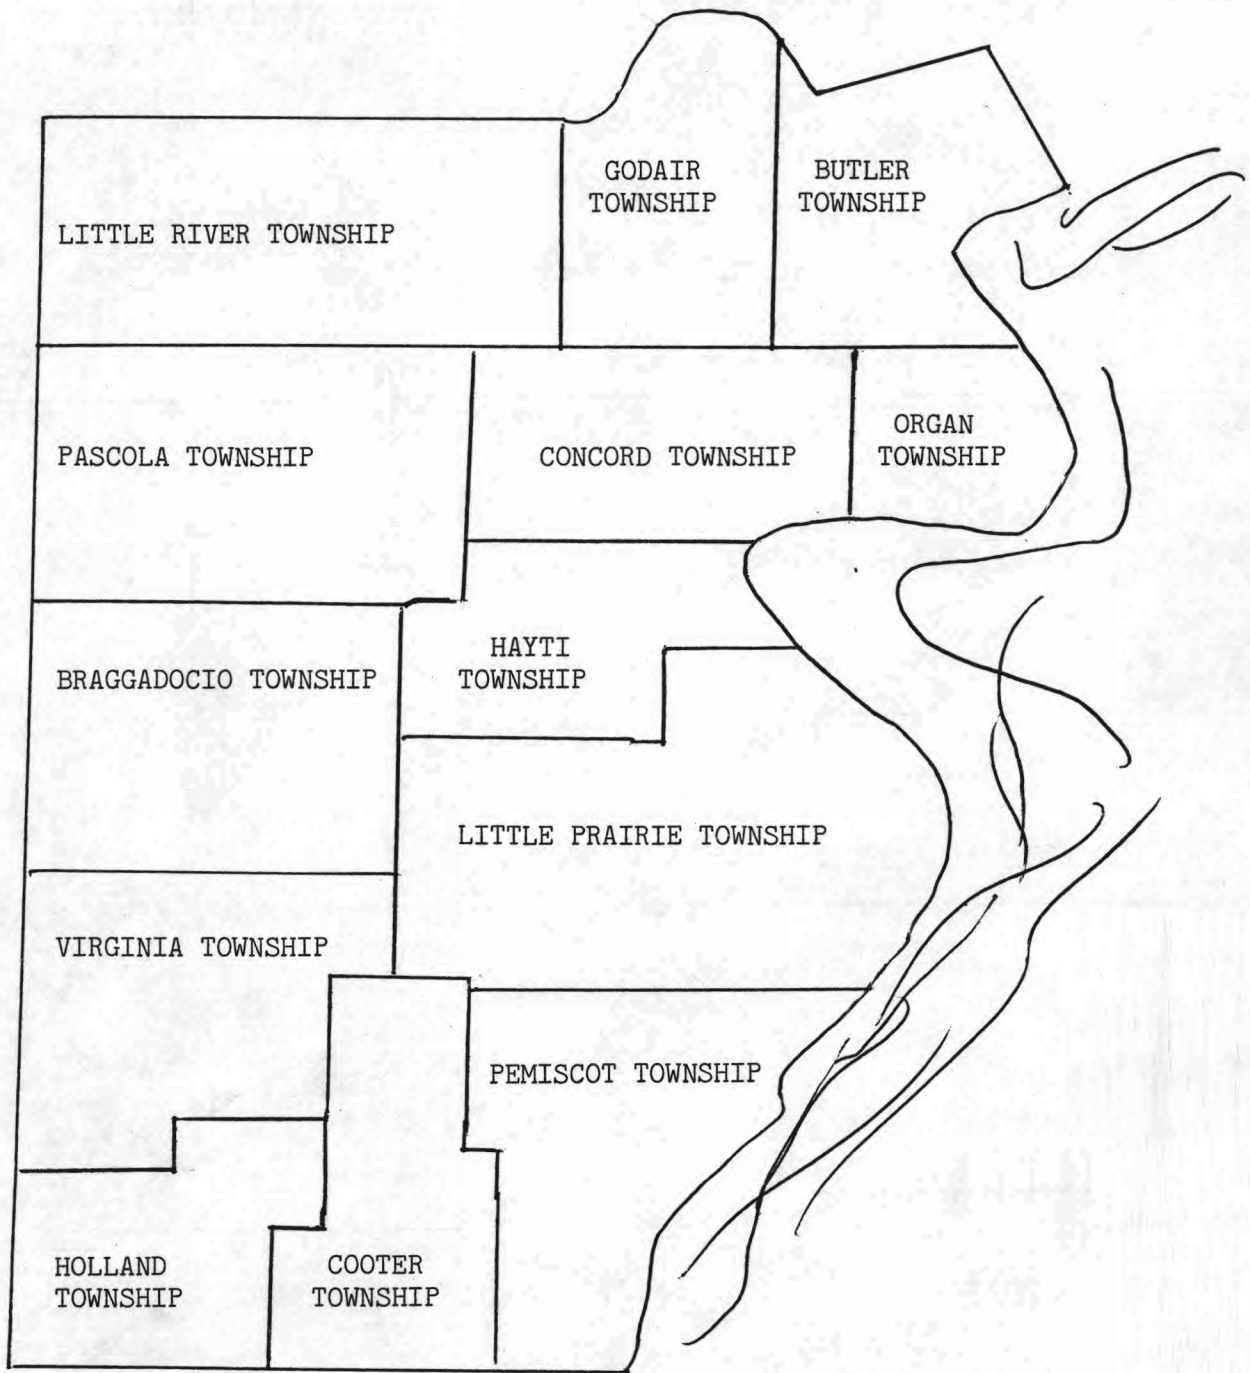 GODAIR
TOWNSHIP
BUTLER
TOWNSHIP
LITTLE RIVER TOWNSHIP
PASCOLA TOWNSHIP
CONCORD TOWNSHIP
ORGAN
TOWNSHIP
HAYTI
TOWNSHIP
BRAGGADOCIO TOWNSHIP
LITTLE PRAIRIE TOWNSHIP
VIRGINIA TOWNSHIP
PEMISCOT TOWNSHIP
HOLLAND
TOWNSHIP
COOTER
TOWNSHIP